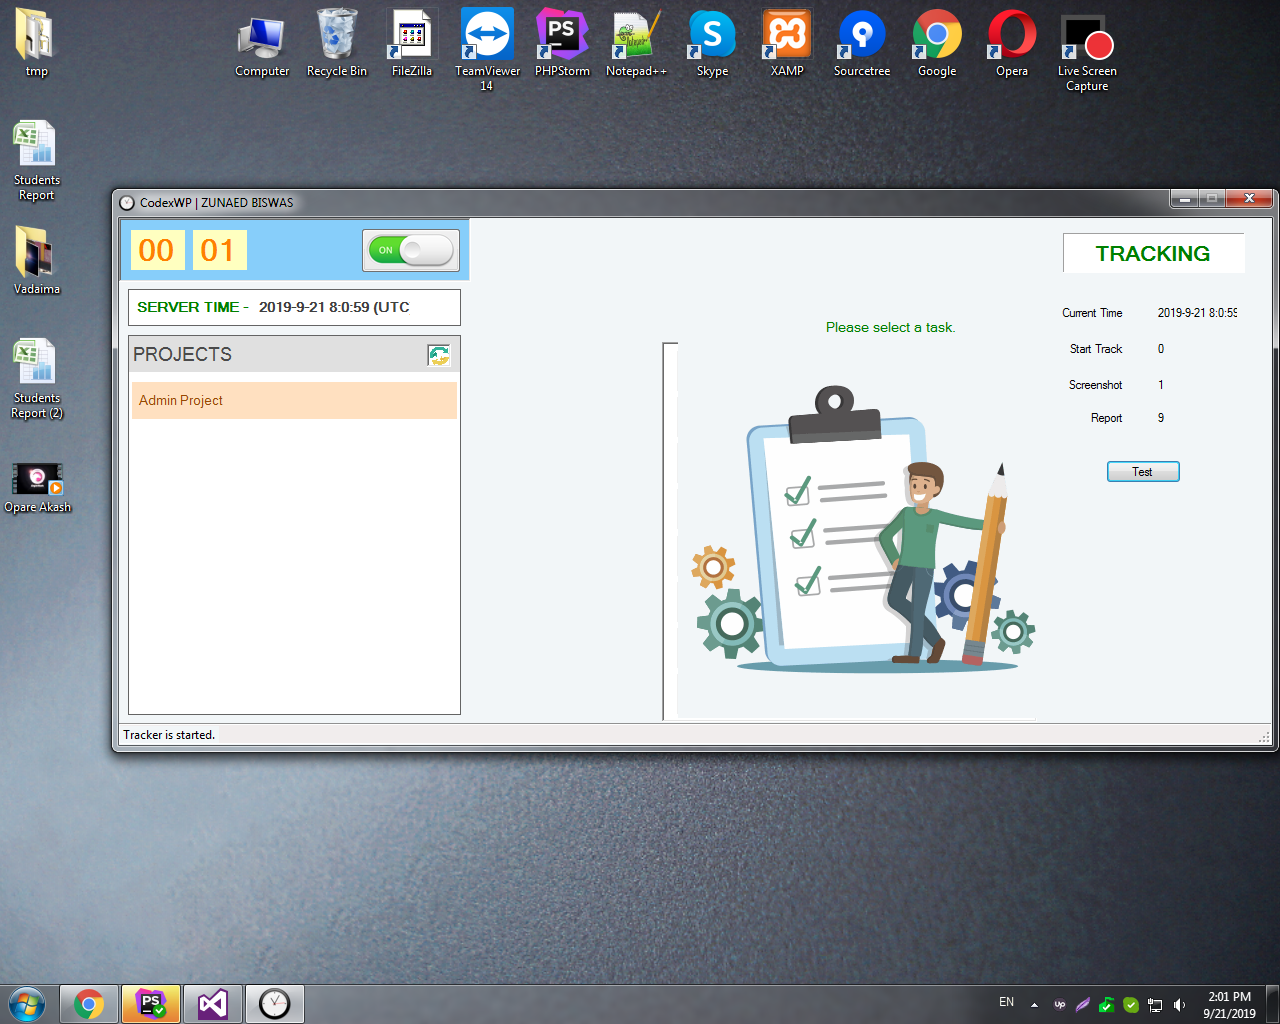 tmp
Computer
Recycle Bin
FileZilla
TeamViewer
14
PHPStorm
Notepad++
Skype
XAMP
Sourcetree
Google
Opera
Live Screen
Capture
Students
Report
Vadaima
Students
Report (2)
Opare Akash
CodexWP | ZUNAED BISWAS
00 01
ON
SERVER TIME - 2019-9-21 8:0:59 (UTC
PROJECTS
Admin Project
Please select a task.
TRACKING
Current Time 2019-9-21 8:0:59
Start Track 0
Screenshot 1
Report 9
Test
Tracker is started.
EN
2:01 PM
9/21/2019